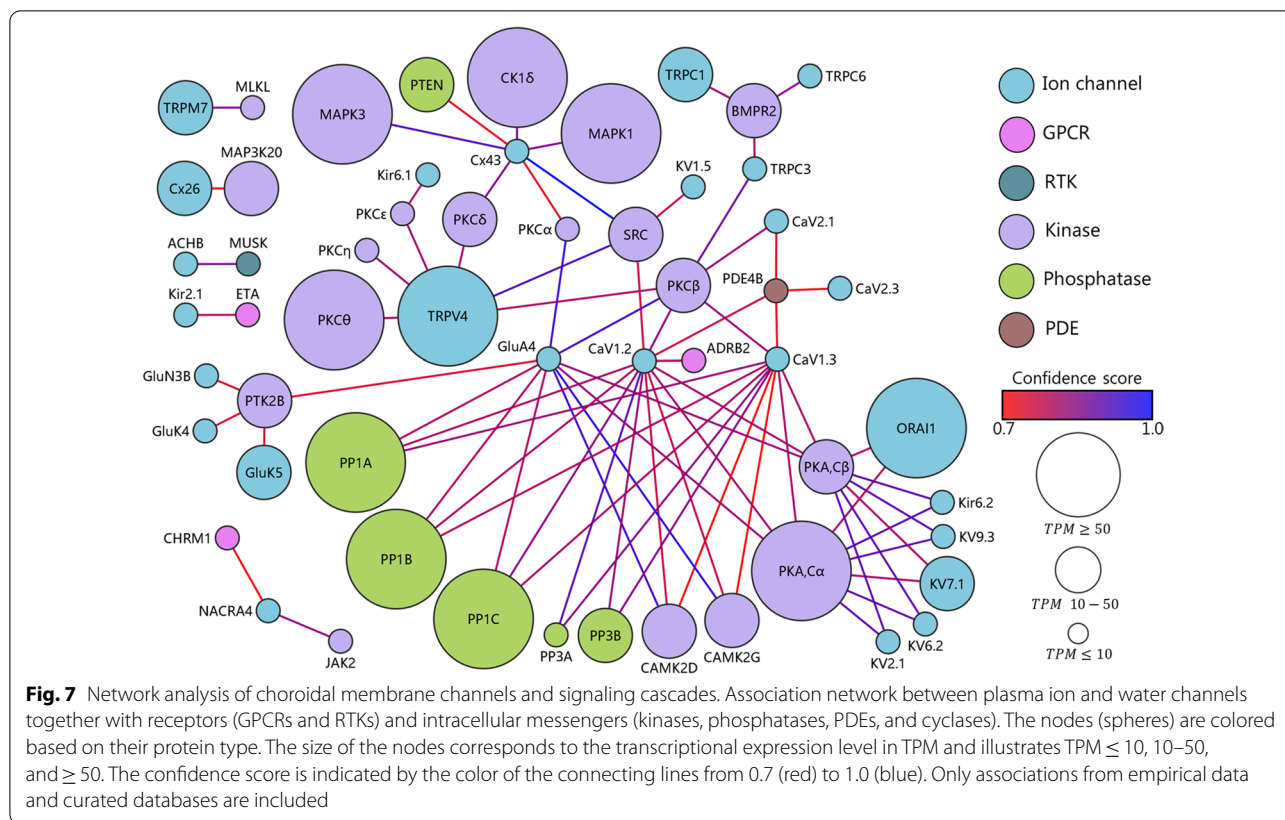 CK1δ
PTEN
TRPC1
TRPC6
Ion channel
MLKL
TRPM7
MAPK3
BMPR2
MAPK1
GPCR
MAP3K20
Cx43
TRPC3
KV1.5
Kir6.1
Cx26
RTK
PKCε
PKCδ
PKCα
SRC
CaV2.1
Kinase
ACHB
MUSK
PKCη
PKCβ
PDE4B
CaV2.3
Phosphatase
Kir2.1
ETA
PKCθ
TRPV4
PDE
GluA4
CaV1.2
ADRB2
CaV1.3
Confidence score
0.7
1.0
GluN3B
PTK2B
GluK4
GluK5
ORAI1
PP1A
PKA,Cβ
Kir6.2
TPM ≥ 50
KV9.3
CHRM1
PP1B
PKA,Cα
KV7.1
TPM 10 − 50
NACRA4
PP1C
KV6.2
JAK2
PP3A
PP3B
CAMK2D
CAMK2G
KV2.1
TPM ≤ 10
Fig. 7 Network analysis of choroidal membrane channels and signaling cascades. Association network between plasma ion and water channels
together with receptors (GPCRs and RTKs) and intracellular messengers (kinases, phosphatases, PDEs, and cyclases). The nodes (spheres) are colored
based on their protein type. The size of the nodes corresponds to the transcriptional expression level in TPM and illustrates TPM ≤ 10, 10–50,
and ≥ 50. The confidence score is indicated by the color of the connecting lines from 0.7 (red) to 1.0 (blue). Only associations from empirical data
and curated databases are included